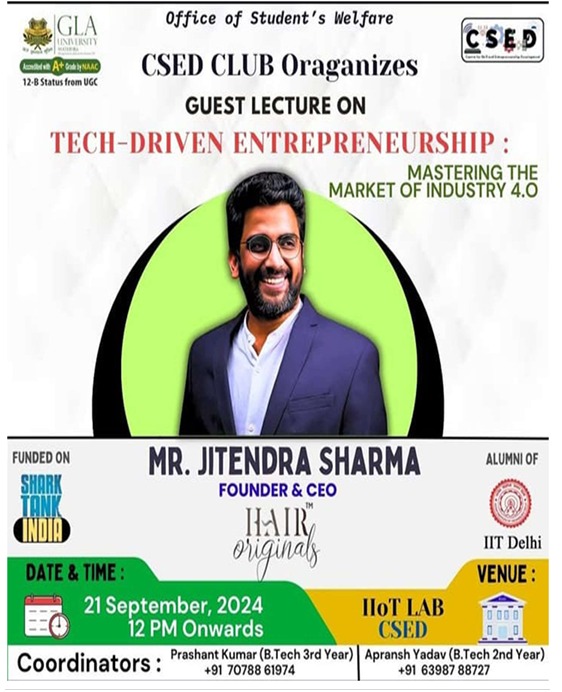 Office of Student's Welfare
GLA
UNIVERSITY
Accredited with A+ Grade by NAAC
12-B Status from UGC
CSED
CSED CLUB Oraganizes
GUEST LECTURE ON
TECH-DRIVEN ENTREPRENEURSHIP :
MASTERING THE
MARKET OF INDUSTRY 4.0
FUNDED ON
SHARK
TANK
INDIA
MR. JITENDRA SHARMA
FOUNDER & CEO
HAIR TM
originals
ALUMNI OF
IIT Delhi
DATE & TIME :
21 September, 2024
12 PM Onwards
VENUE :
IIoT LAB
CSED
Coordinators :
Prashant Kumar (B.Tech 3rd Year)
+91 70788 61974
Apransh Yadav (B.Tech 2nd Year)
+91 63987 88727